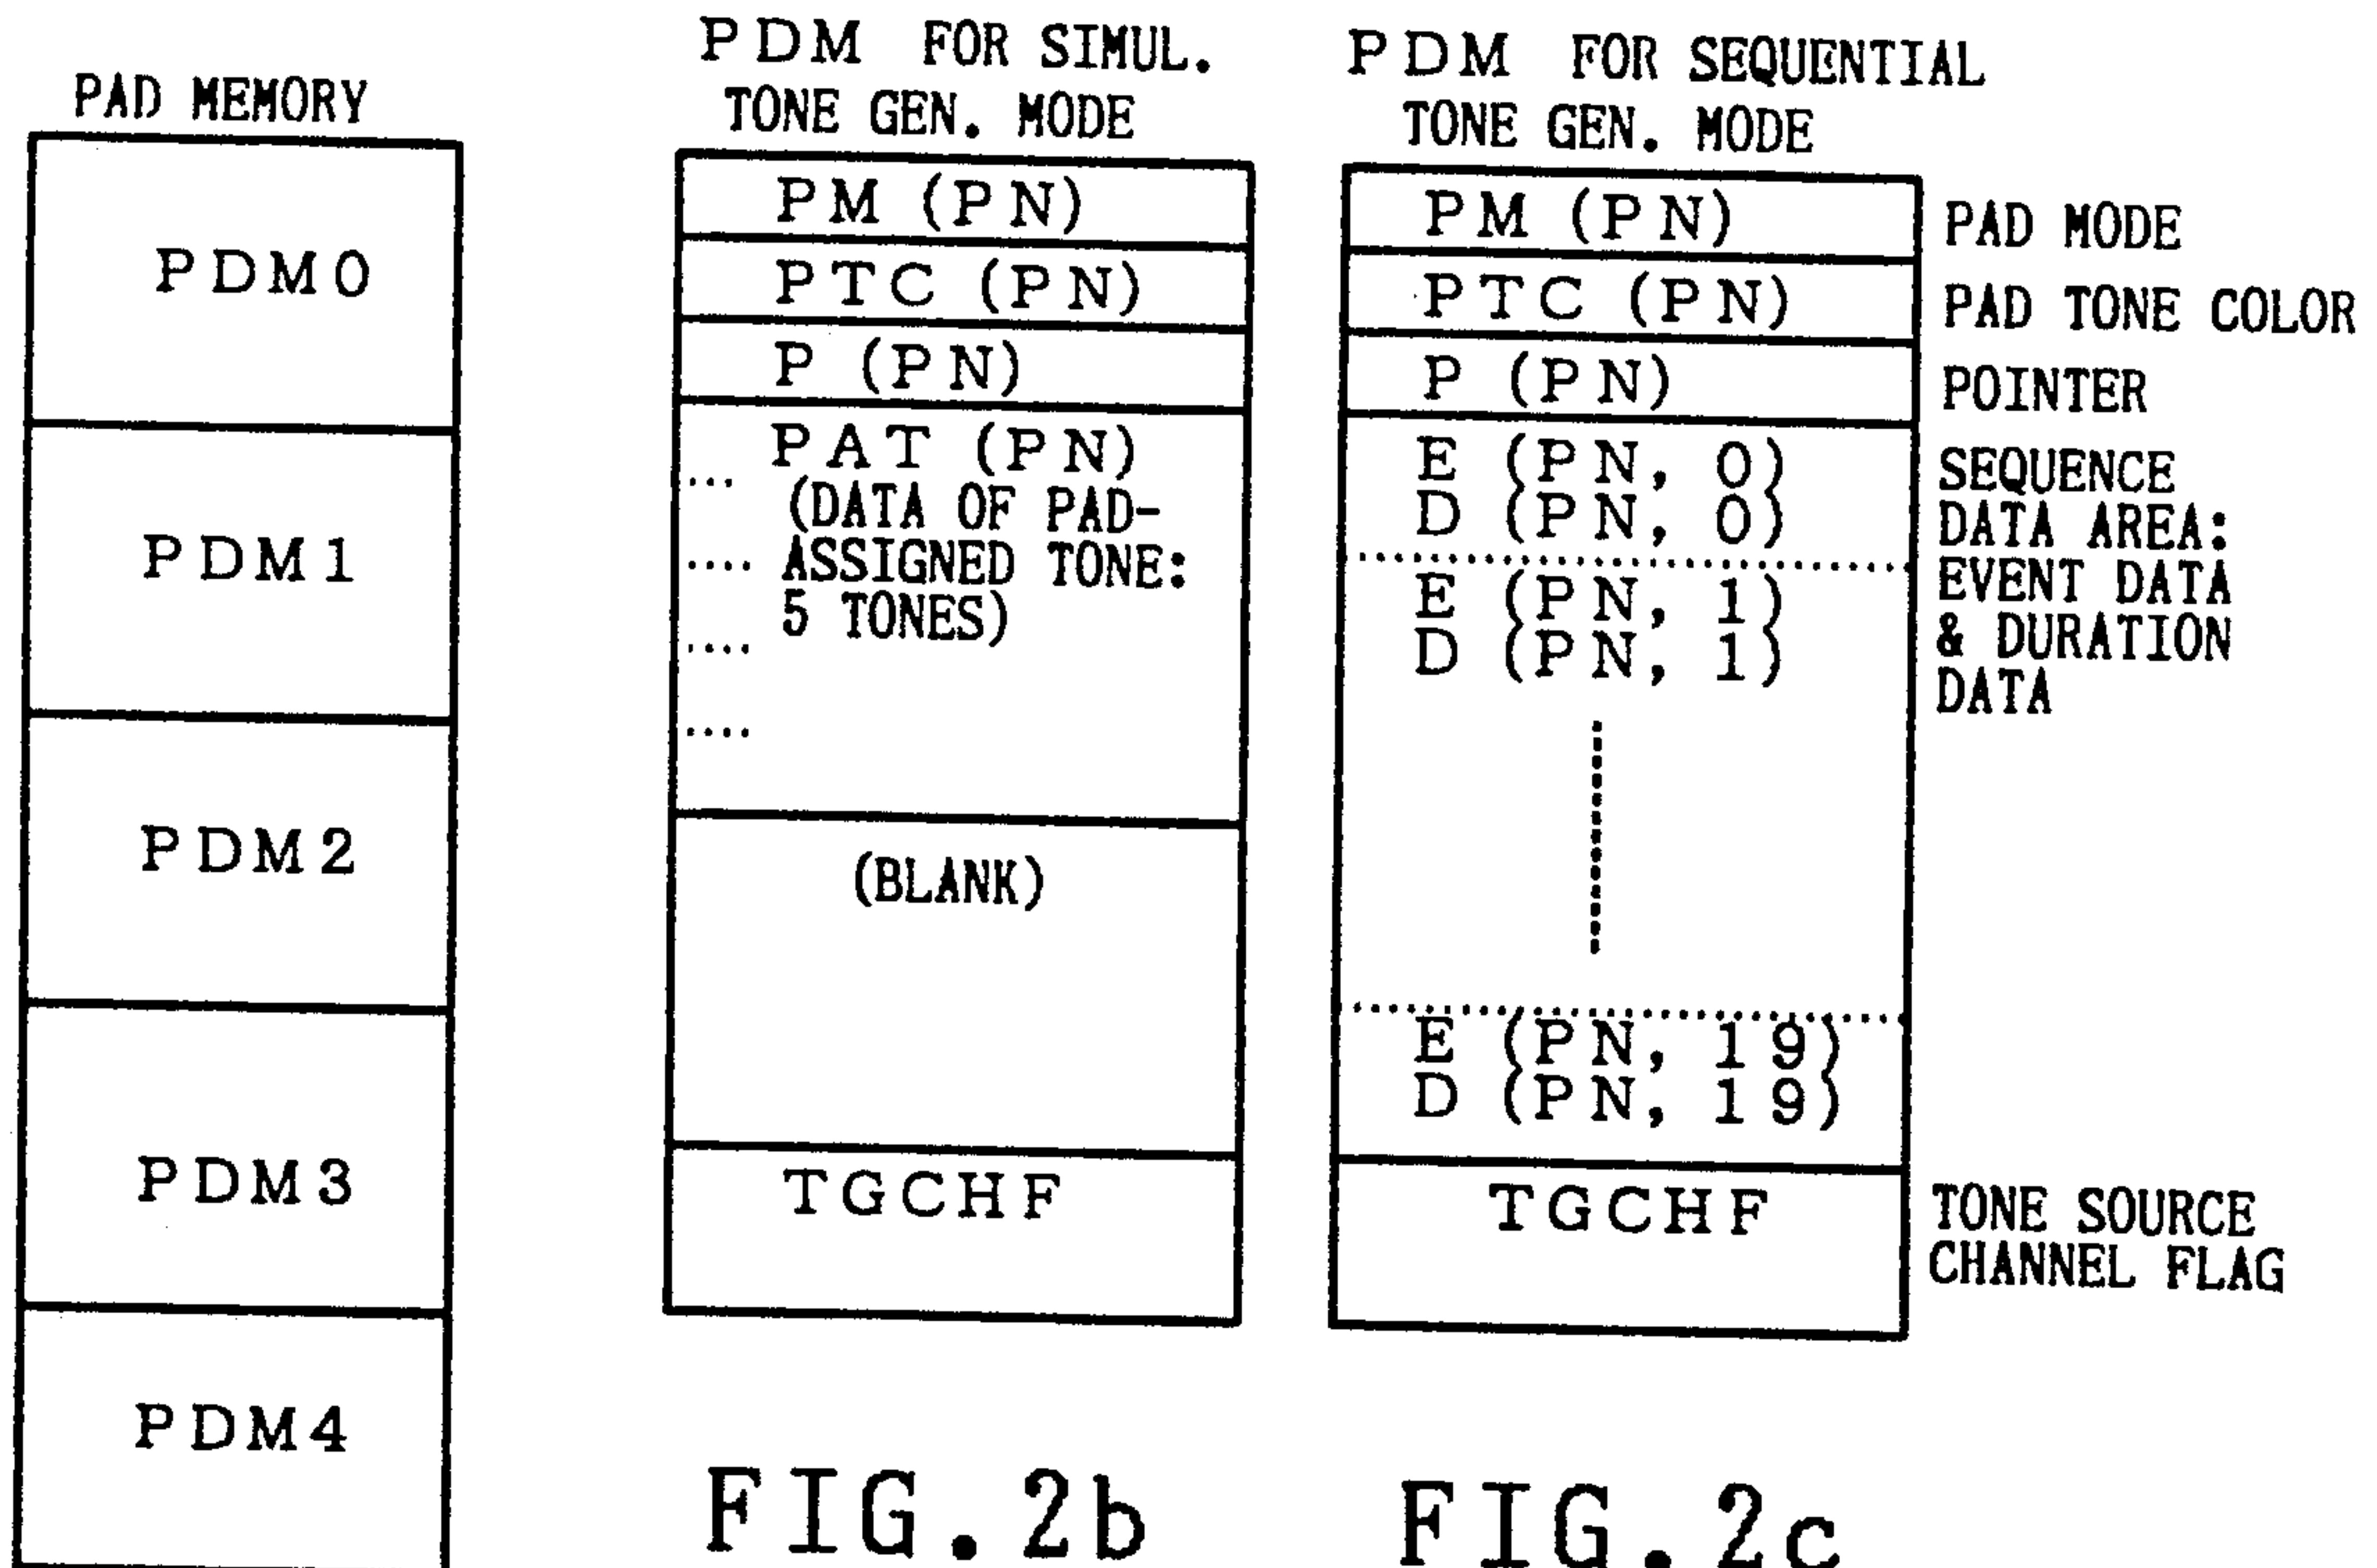 PAD MEMORY
PDM0
PDM1
PDM2
PDM3
PDM4
PDM FOR SIMUL.
TONE GEN. MODE
PM (PN)
PTC (PN)
P (PN)
PAT (PN)
(DATA OF PAD-
ASSIGNED TONE:
5 TONES)
(BLANK)
TGCHF
FIG.2b
PDM FOR SEQUENTIAL
TONE GEN. MODE
PM (PN)
PTC (PN)
P (PN)
E (PN, 0)
D (PN, 0)
E (PN, 1)
D (PN, 1)
E (PN, 19)
D (PN, 19)
TGCHF
PAD MODE
PAD TONE COLOR
POINTER
SEQUENCE
DATA AREA:
EVENT DATA
& DURATION
DATA
TONE SOURCE
CHANNEL FLAG
FIG.2c